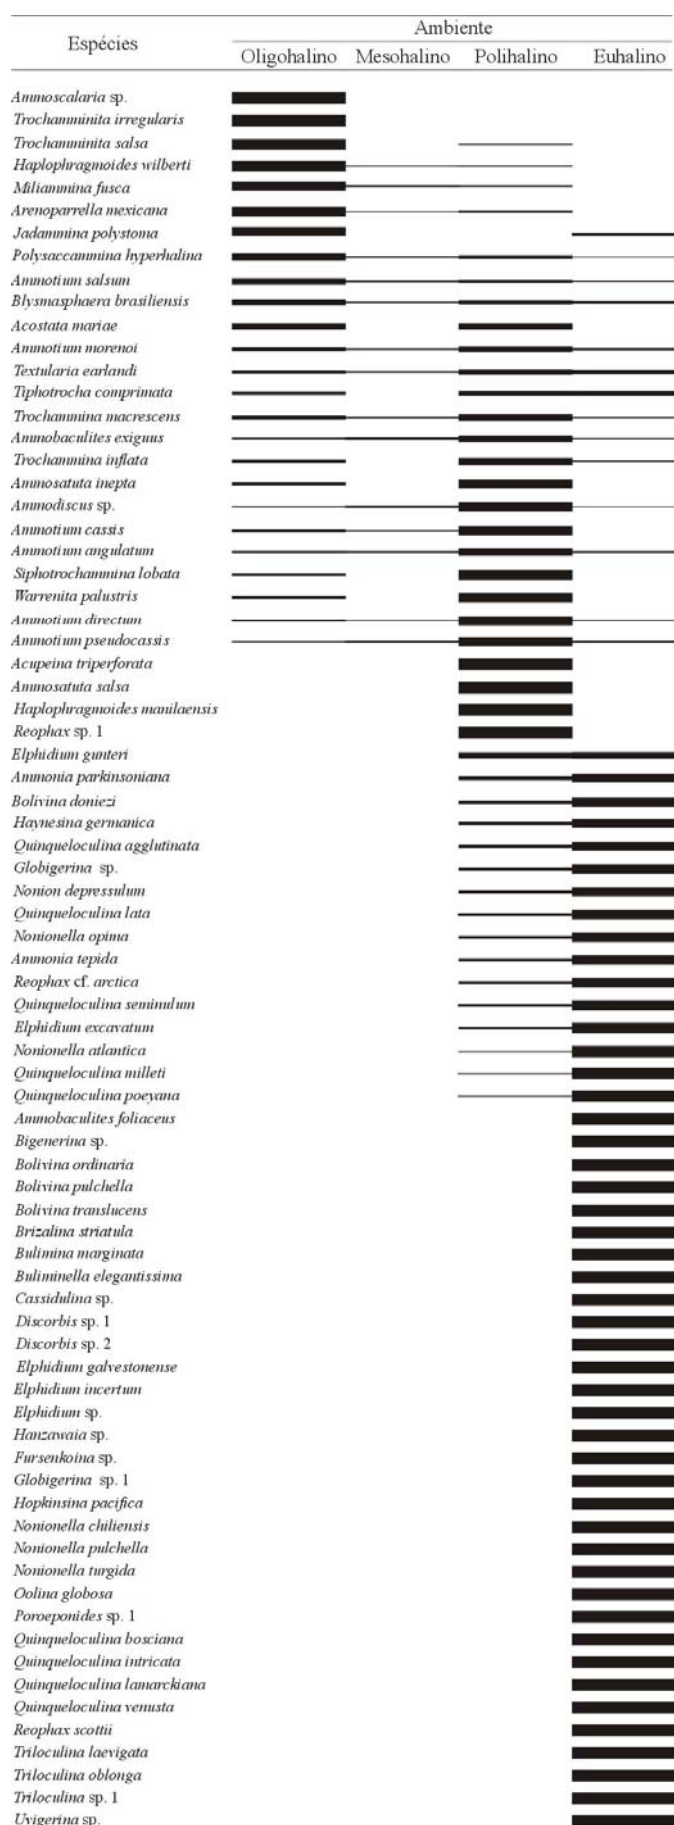 Espécies
Ambiente
Oligohalino Mesohalino Polihalino Euhalino
Ammoscalaria sp.
Trochamminita irregularis
Trochamminita salsa
Haplophragmoides wilberti
Miliammina fusca
Arenoparrella mexicana
Jadammina polystoma
Polysaccammina hyperhalina
Ammotium salsum
Blysmasphaera brasiliensis
Acostata mariae
Ammotium morenoi
Textularia earlandi
Tiphotrocha comprimata
Trochammina macrescens
Ammobaculites exiguus
Trochammina inflata
Ammosatuta inepta
Ammodiscus sp.
Ammotium cassis
Ammotium angulatum
Siphotrochammina lobata
Warrenita palustris
Ammotium directum
Ammotium pseudocassis
Acupeina triperforata
Ammosatuta salsa
Haplophragmoides manilaensis
Reophax sp. 1
Elphidium gunteri
Ammonia parkinsoniana
Bolivina doniezi
Haynesina germanica
Quinqueloculina agglutinata
Globigerina sp.
Nonion depressulum
Quinqueloculina lata
Nonionella opima
Ammonia tepida
Reophax cf. arctica
Quinqueloculina seminulum
Elphidium excavatum
Nonionella atlantica
Quinqueloculina milleti
Quinqueloculina poeyana
Ammobaculites foliaceus
Bigenerina sp.
Bolivina ordinaria
Bolivina pulchella
Bolivina translucens
Brizalina striatula
Bulimina marginata
Buliminella elegantissima
Cassidulina sp.
Discorbis sp. 1
Discorbis sp. 2
Elphidium galvestonense
Elphidium incertum
Elphidium sp.
Hanzawaia sp.
Fursenkoina sp.
Globigerina sp. 1
Hopkinsina pacifica
Nonionella chiliensis
Nonionella pulchella
Nonionella turgida
Oolina globosa
Poroeponides sp. 1
Quinqueloculina bosciana
Quinqueloculina intricata
Quinqueloculina lamarckiana
Quinqueloculina venusta
Reophax scottii
Triloculina laevigata
Triloculina oblonga
Triloculina sp. 1
Uvigerina sp.